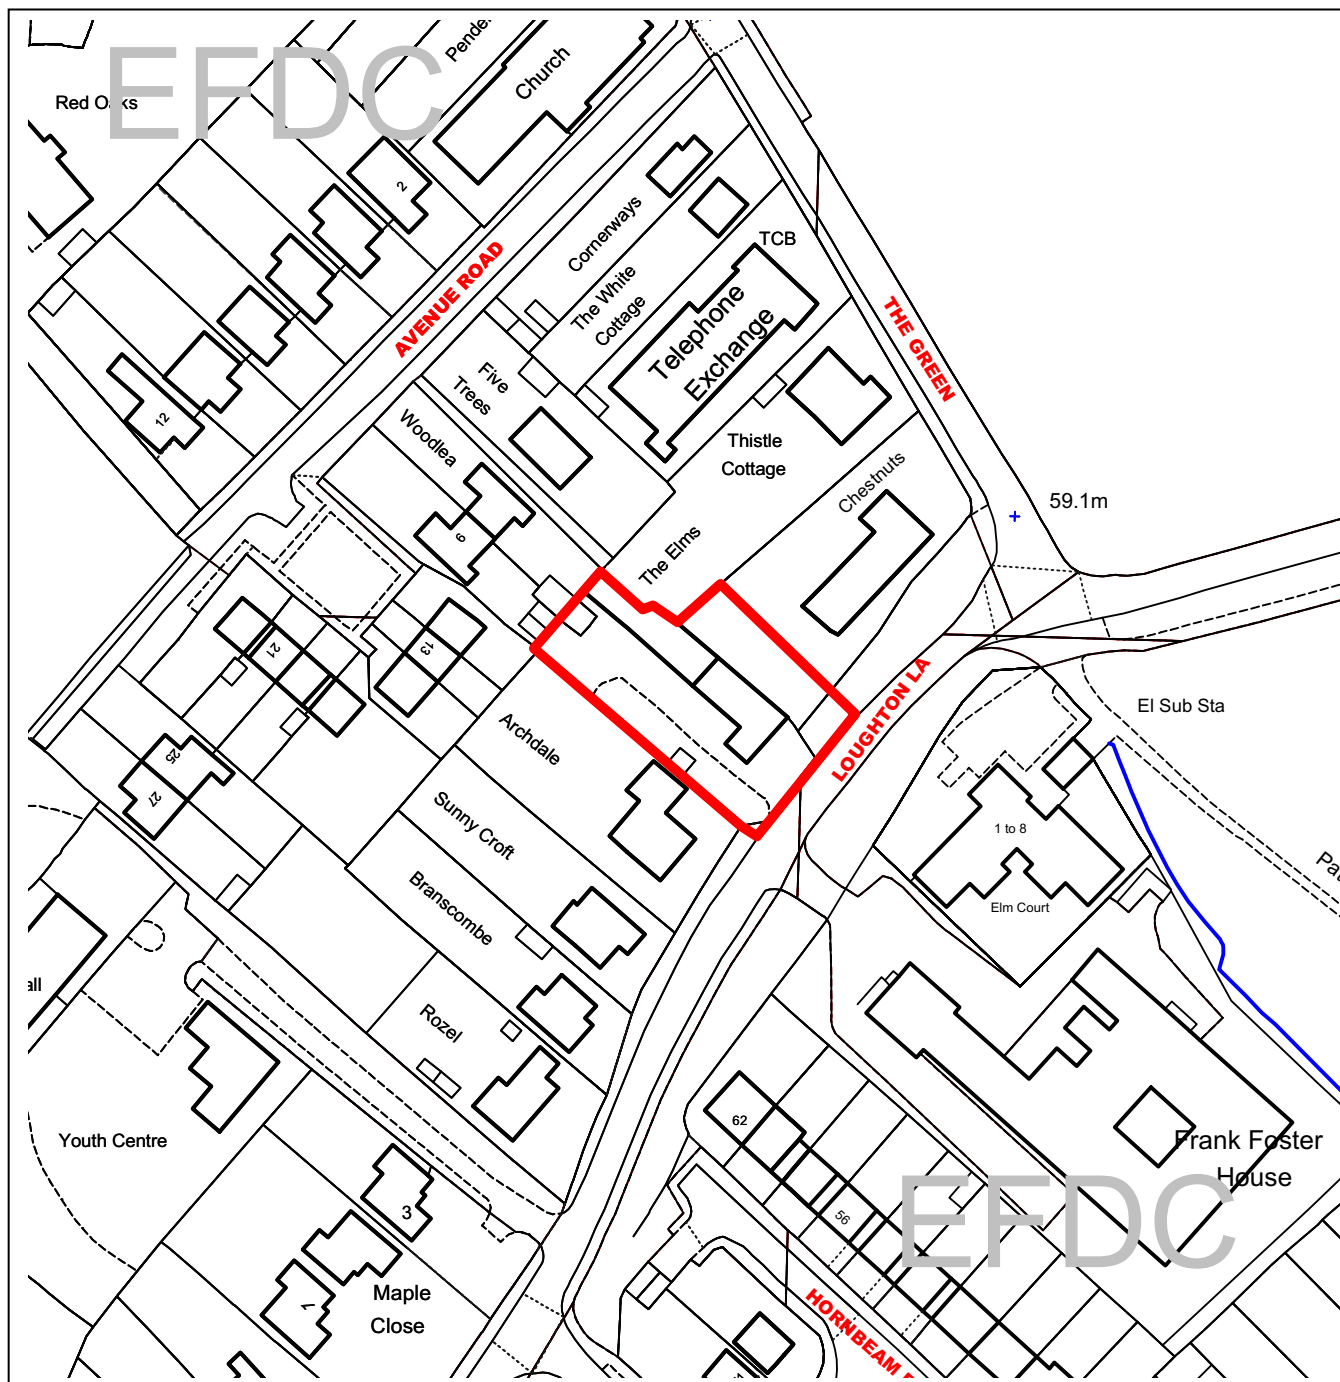 EFDC
Red Oaks
Church
2
Cornerways
TCB
AVENUE ROAD
The White
Cottage
Telephone
Exchange
THE GREEN
Five
Trees
Woodlea
12
Thistle
Cottage
Chestnuts
59.1m
9
The Elms
13
21
LOUGHTON LA
El Sub Sta
Archdale
25
27
Sunny Croft
1 to 8
Elm Court
Branscombe
Rozel
62
Youth Centre
Frank Foster
House
3
56
EFDC
Maple
Close
7
HORNBEAM